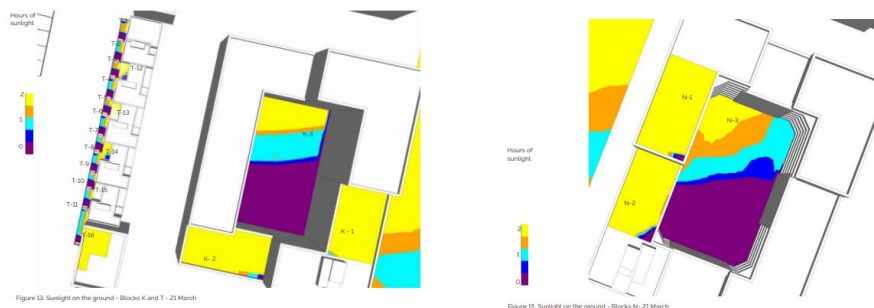 Hours of
sunlight
2
1
0
T-12
T-13
T-6
T-7
T-8
T-14
T-9
T-10
T-15
T-11
T-16
K-3
K - 1
K- 2
Figure 13. Sunlight on the ground - Blocks K and T - 21 March
Hours of
sunlight
2
1
0
N-1
N-3
N-2
Figure 15. Sunlight on the ground - Blocks N- 21 March